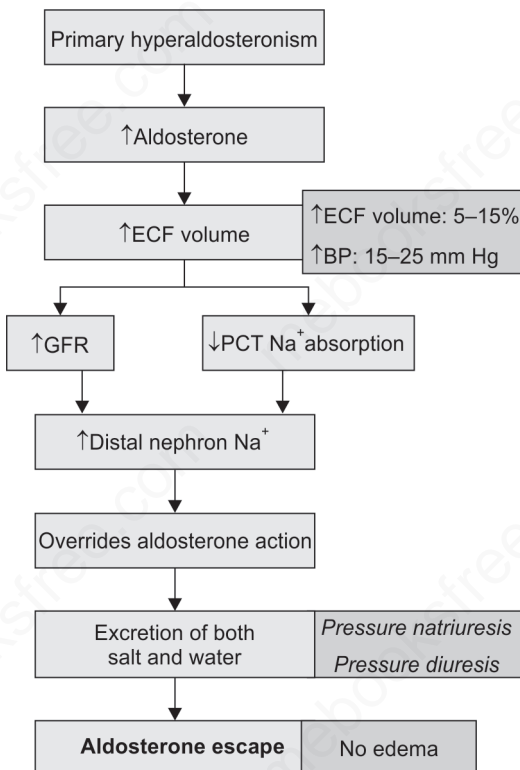 Primary hyperaldosteronism
↑Aldosterone
↑ECF volume
↑ECF volume: 5–15%
↑BP: 15–25 mm Hg
↑GFR
↓PCT Na⁺absorption
↑Distal nephron Na⁺
Overrides aldosterone action
Excretion of both
salt and water
Pressure natriuresis
Pressure diuresis
Aldosterone escape
No edema